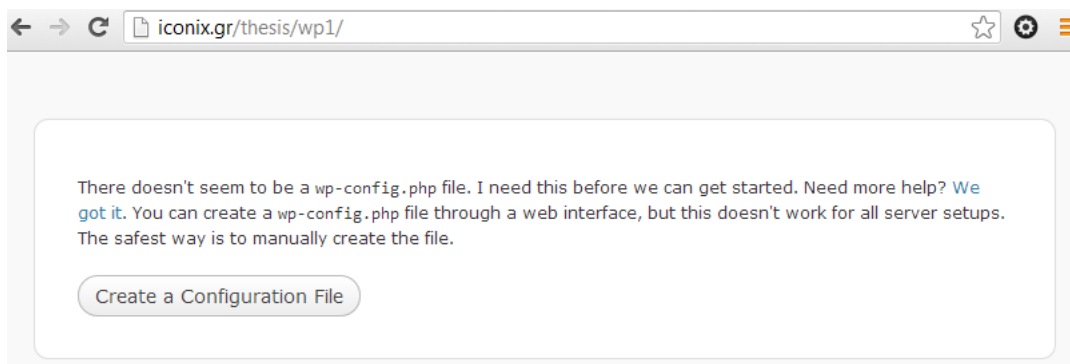 iconix.gr/thesis/wp1/
There doesn't seem to be a wp-config.php file. I need this before we can get started. Need more help? We
got it. You can create a wp-config.php file through a web interface, but this doesn't work for all server setups.
The safest way is to manually create the file.
Create a Configuration File